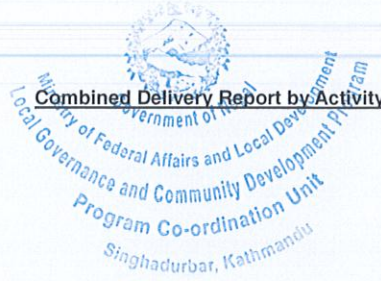 Government of Nepal
Combined Delivery Report by Activity
Ministry of Federal Affairs and Local Development
Local Governance and Community Development Program
Program Co-ordination Unit
Singhadurbar, Kathmandu